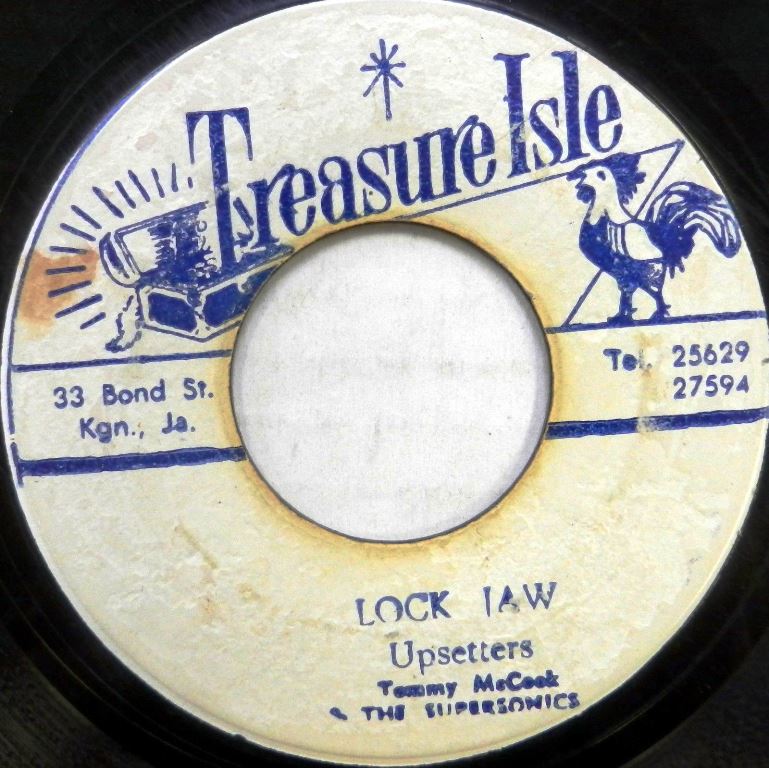 Treasure Isle
33 Bond St.
Kgn., Ja.
Tel. 25629
27594
LOCK JAW
Upsetters
Tommy McCook
& THE SUPERSONICS